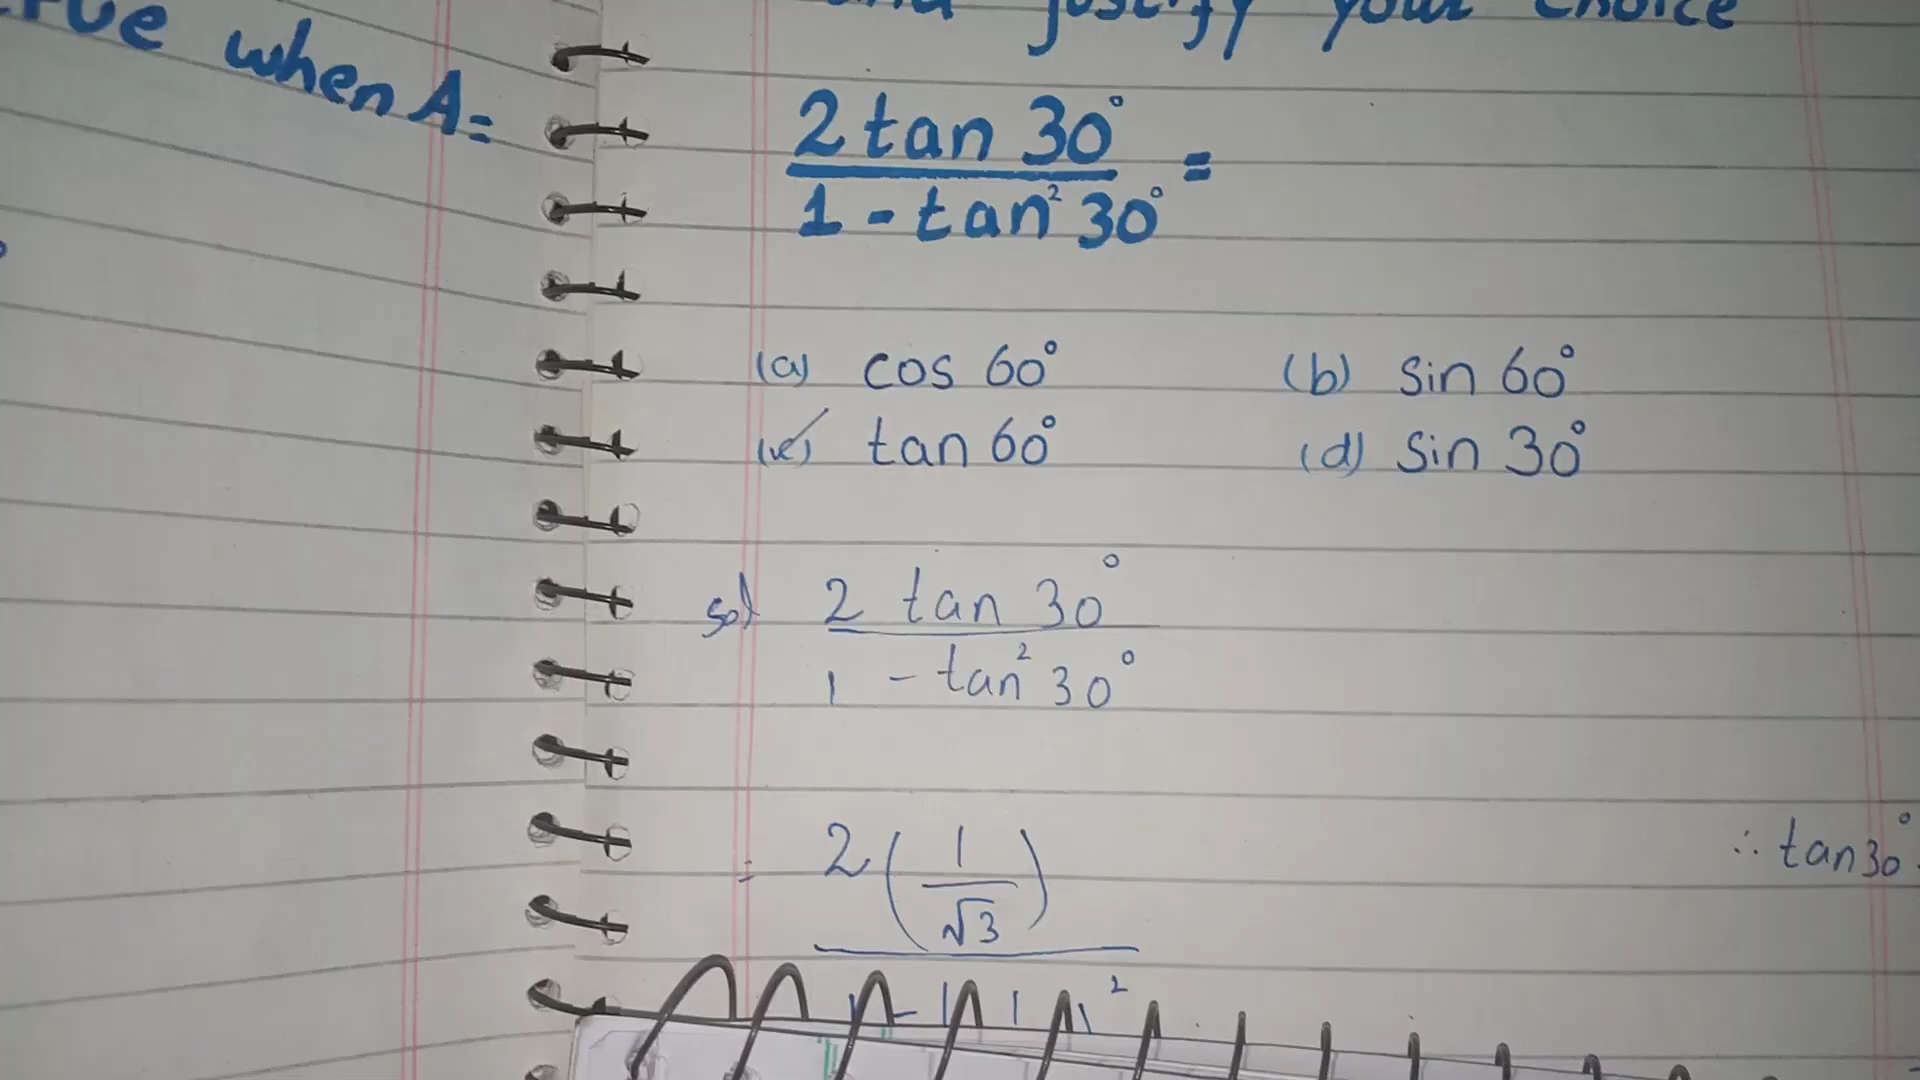 when A=
justify your choice
2 tan 30°
1 - tan² 30° =
(a) cos 60° (b) sin 60°
(c) tan 60° (d) sin 30°
sol 2 tan 30°
1 - tan² 30°
= 2 ( 1
√3 ) ∴ tan 30°